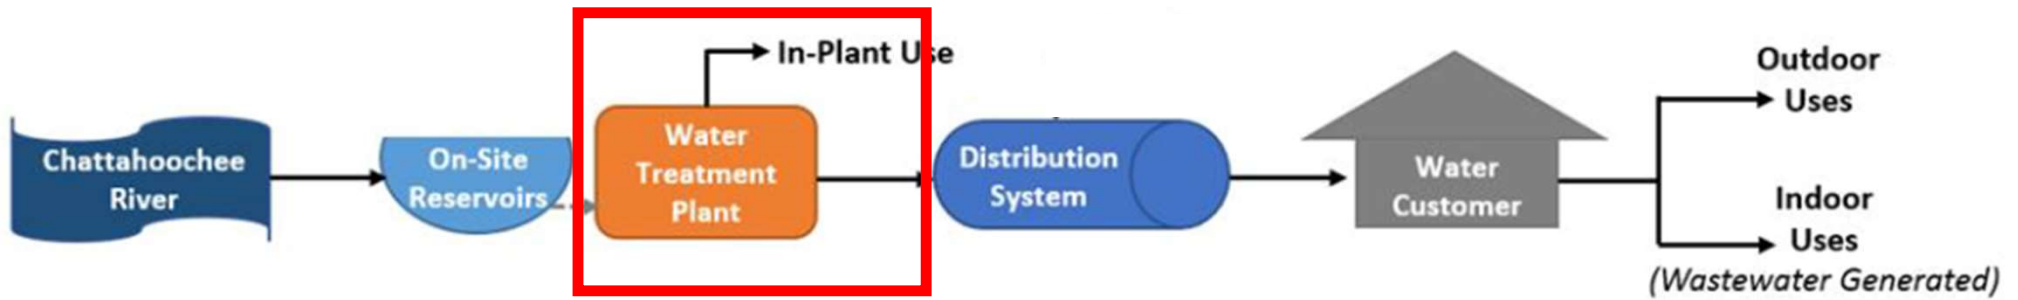 Chattahoochee
River
On-Site
Reservoirs
In-Plant Use
Water
Treatment
Plant
Distribution
System
Water
Customer
Outdoor
Uses
Indoor
Uses
(Wastewater Generated)